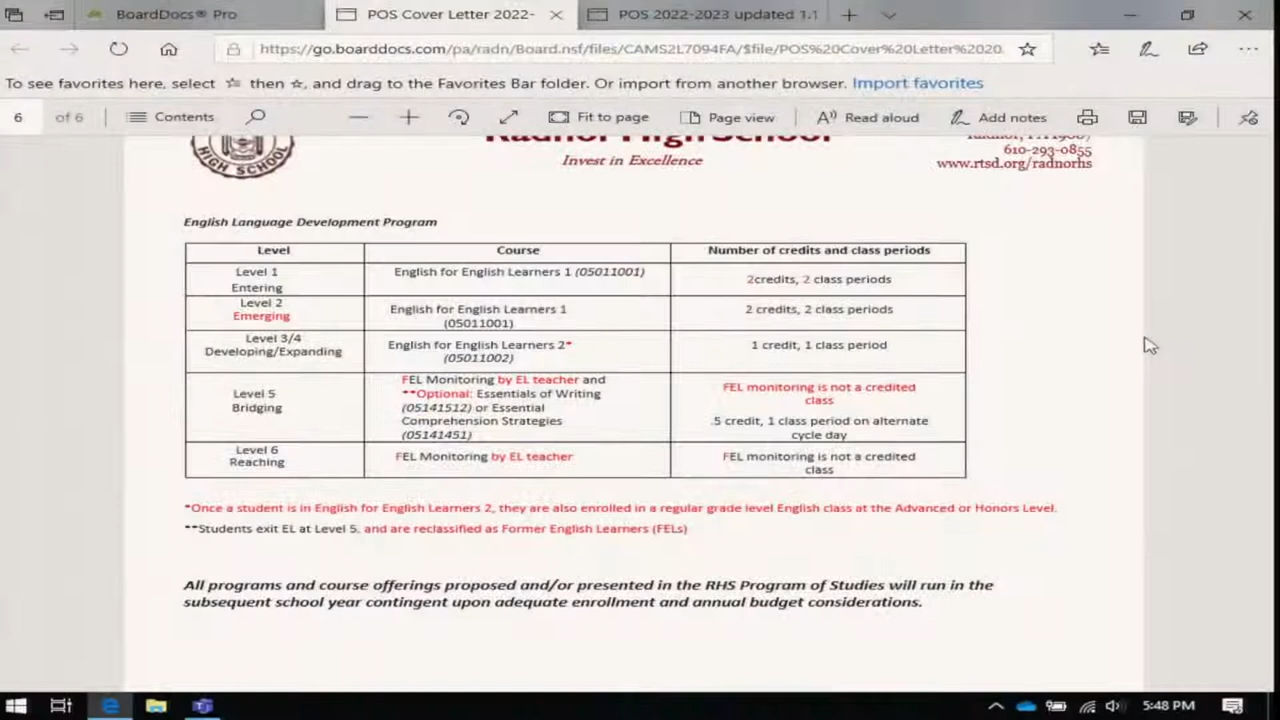 BoardDocs® Pro
POS Cover Letter 2022-
POS 2022-2023 updated 1.1
https://go.boarddocs.com/pa/radn/Board.nsf/files/CAMS2L7094FA/$file/POS%20Cover%20Letter%2020
To see favorites here, select then ☆, and drag to the Favorites Bar folder. Or import from another browser. Import favorites
6 of 6 Contents Fit to page Page view Read aloud Add notes
HIGH SCHOOL
Radnor High School
Invest in Excellence
610-293-0855
www.rtsd.org/radnorhs
English Language Development Program
Level Course Number of credits and class periods
Level 1
Entering
English for English Learners 1 (05011001)
2credits, 2 class periods
Level 2
Emerging
English for English Learners 1
(05011001)
2 credits, 2 class periods
Level 3/4
Developing/Expanding
English for English Learners 2*
(05011002)
1 credit, 1 class period
Level 5
Bridging
FEL Monitoring by EL teacher and
**Optional: Essentials of Writing
(05141512) or Essential
Comprehension Strategies
(05141451)
FEL monitoring is not a credited
class
.5 credit, 1 class period on alternate
cycle day
Level 6
Reaching
FEL Monitoring by EL teacher
FEL monitoring is not a credited
class
*Once a student is in English for English Learners 2, they are also enrolled in a regular grade level English class at the Advanced or Honors Level.
**Students exit EL at Level 5, and are reclassified as Former English Learners (FELs)
All programs and course offerings proposed and/or presented in the RHS Program of Studies will run in the
subsequent school year contingent upon adequate enrollment and annual budget considerations.
5:48 PM